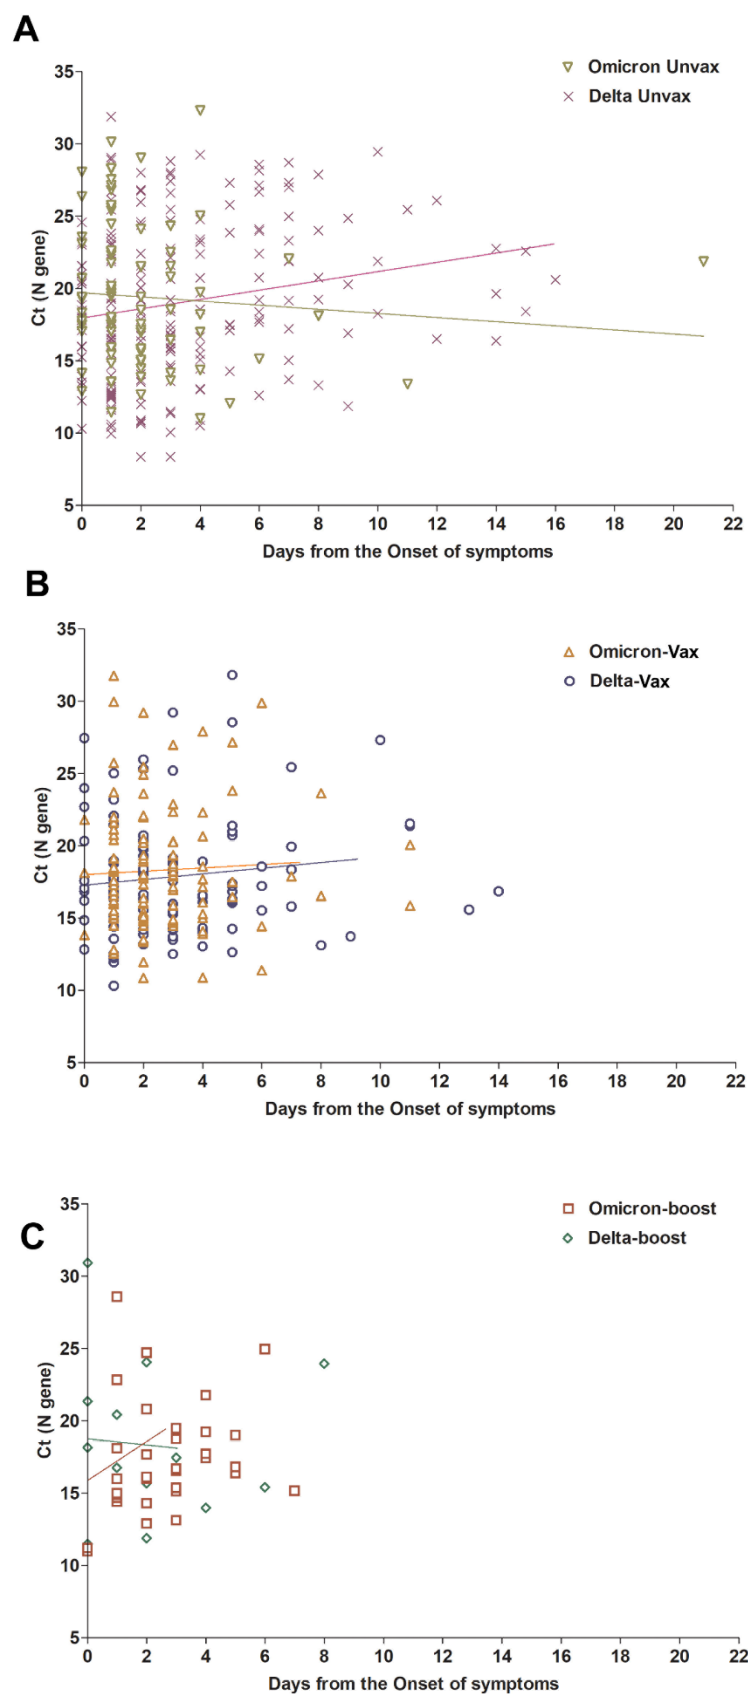 A
Omicron Unvax
Delta Unvax
35
30
25
20
15
10
5
Ct (N gene)
0 2 4 6 8 10 12 14 16 18 20 22
Days from the Onset of symptoms
B
Omicron-Vax
Delta-Vax
35
30
25
20
15
10
5
Ct (N gene)
0 2 4 6 8 10 12 14 16 18 20 22
Days from the Onset of symptoms
C
Omicron-boost
Delta-boost
35
30
25
20
15
10
5
Ct (N gene)
0 2 4 6 8 10 12 14 16 18 20 22
Days from the Onset of symptoms